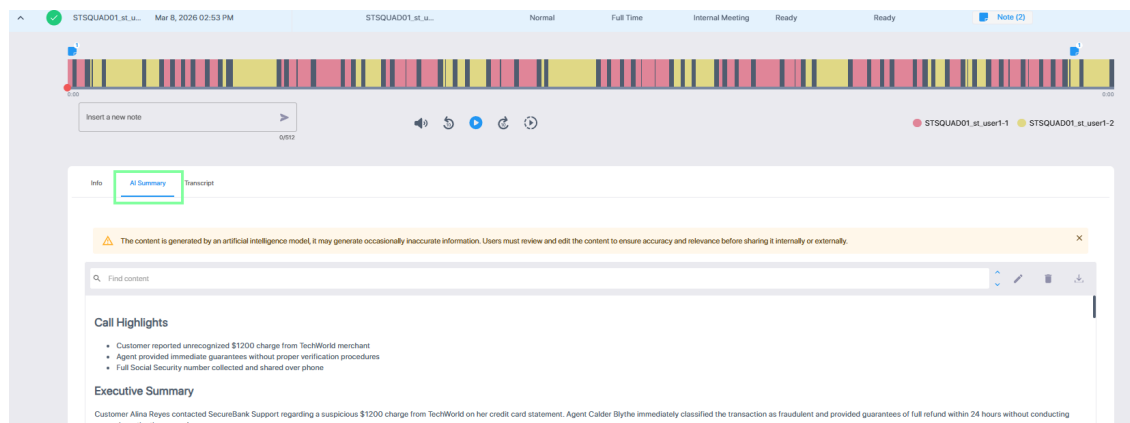 STSQUAD01_st_u... Mar 8, 2026 02:53 PM STSQUAD01_st_u... Normal Full Time Internal Meeting Ready Ready Note (2)
1 1
0:00 0:00
Insert a new note
0/512
STSQUAD01_st_user1-1 STSQUAD01_st_user1-2
Info AI Summary Transcript
The content is generated by an artificial intelligence model, it may generate occasionally inaccurate information. Users must review and edit the content to ensure accuracy and relevance before sharing it internally or externally.
Find content
Call Highlights
• Customer reported unrecognized $1200 charge from TechWorld merchant
• Agent provided immediate guarantees without proper verification procedures
• Full Social Security number collected and shared over phone
Executive Summary
Customer Alina Reyes contacted SecureBank Support regarding a suspicious $1200 charge from TechWorld on her credit card statement. Agent Calder Blythe immediately classified the transaction as fraudulent and provided guarantees of full refund within 24 hours without conducting